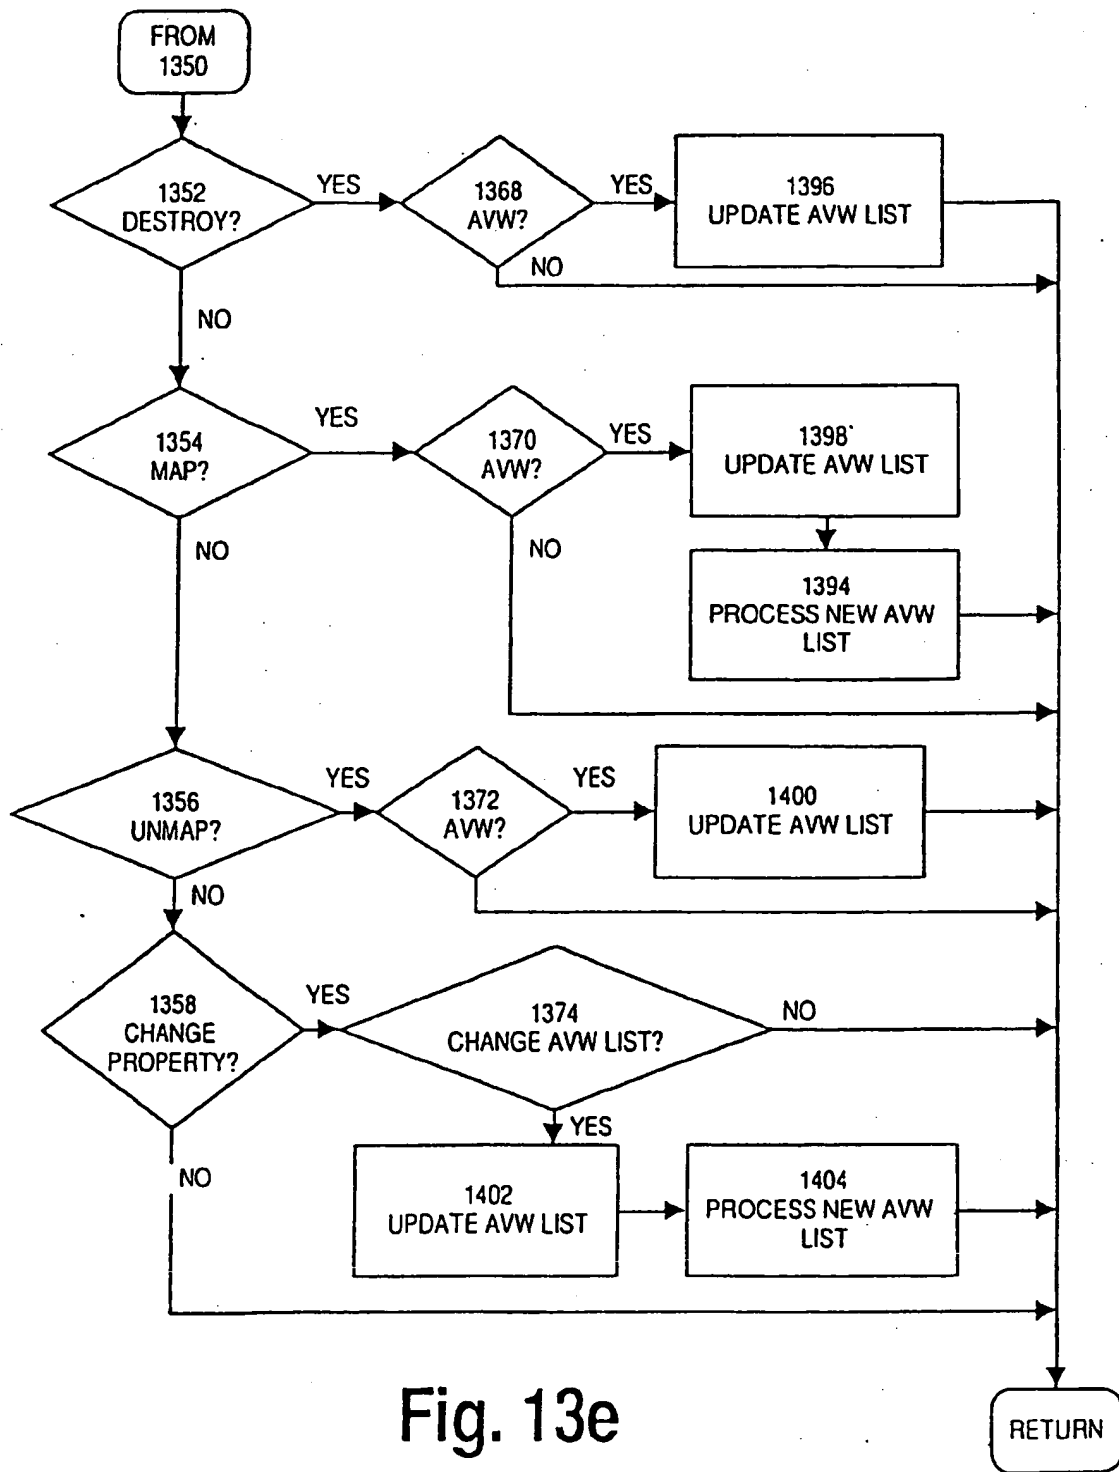 FROM
1350
1352
DESTROY?
YES
1368
AVW?
YES
1396
UPDATE AVW LIST
NO
NO
1354
MAP?
YES
1370
AVW?
YES
1398
UPDATE AVW LIST
NO
NO
1394
PROCESS NEW AVW
LIST
1356
UNMAP?
YES
1372
AVW?
YES
1400
UPDATE AVW LIST
NO
1358
CHANGE
PROPERTY?
YES
1374
CHANGE AVW LIST?
NO
YES
NO
1402
UPDATE AVW LIST
1404
PROCESS NEW AVW
LIST
Fig. 13e
RETURN